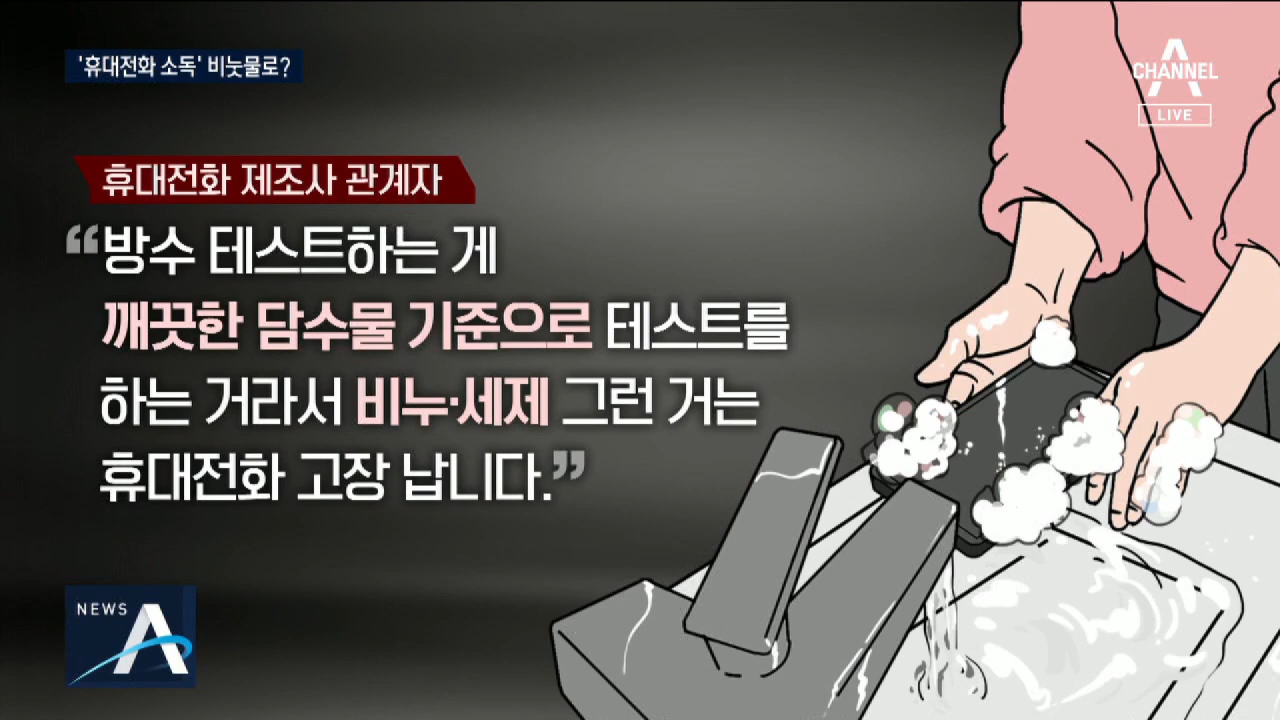 '휴대전화 소독' 비눗물로?
CHANNEL A
LIVE
휴대전화 제조사 관계자
“방수 테스트하는 게
깨끗한 담수물 기준으로 테스트를
하는 거라서 비누·세제 그런 거는
휴대전화 고장 납니다.”
NEWS A